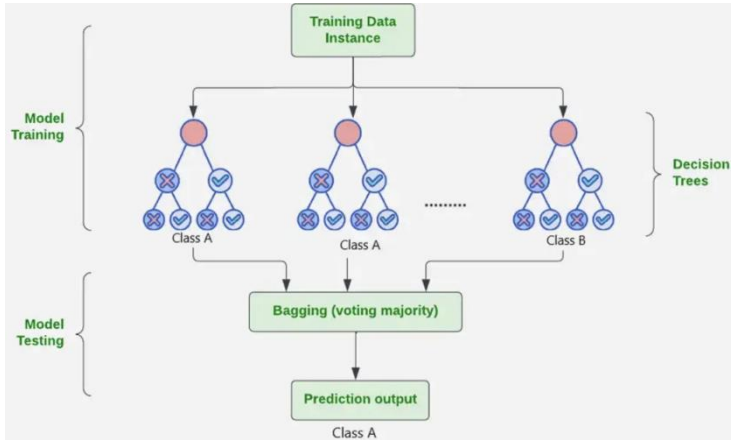 Training Data
Instance
Model
Training
Decision
Trees
.........
Class A
Class A
Class B
Bagging (voting majority)
Model
Testing
Prediction output
Class A